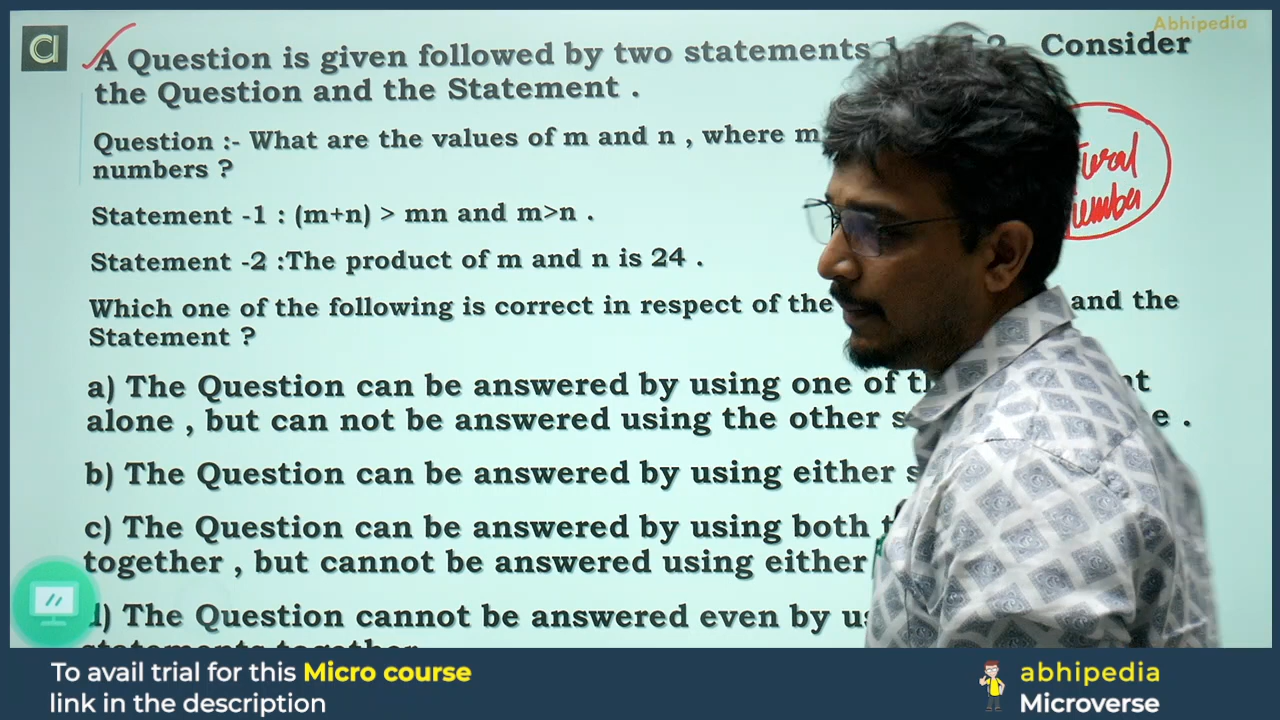 Abhipedia
A Question is given followed by two statements 1 2 . Consider
the Question and the Statement .
Question :- What are the values of m and n , where m
numbers ?
Statement -1 : (m+n) > mn and m>n .
Statement -2 :The product of m and n is 24 .
Which one of the following is correct in respect of the and the
Statement ?
a) The Question can be answered by using one of
alone , but can not be answered using the other .
b) The Question can be answered by using either
c) The Question can be answered by using both
together , but cannot be answered using either
d) The Question cannot be answered even by
statements together
To avail trial for this Micro course
link in the description
abhipedia
Microverse